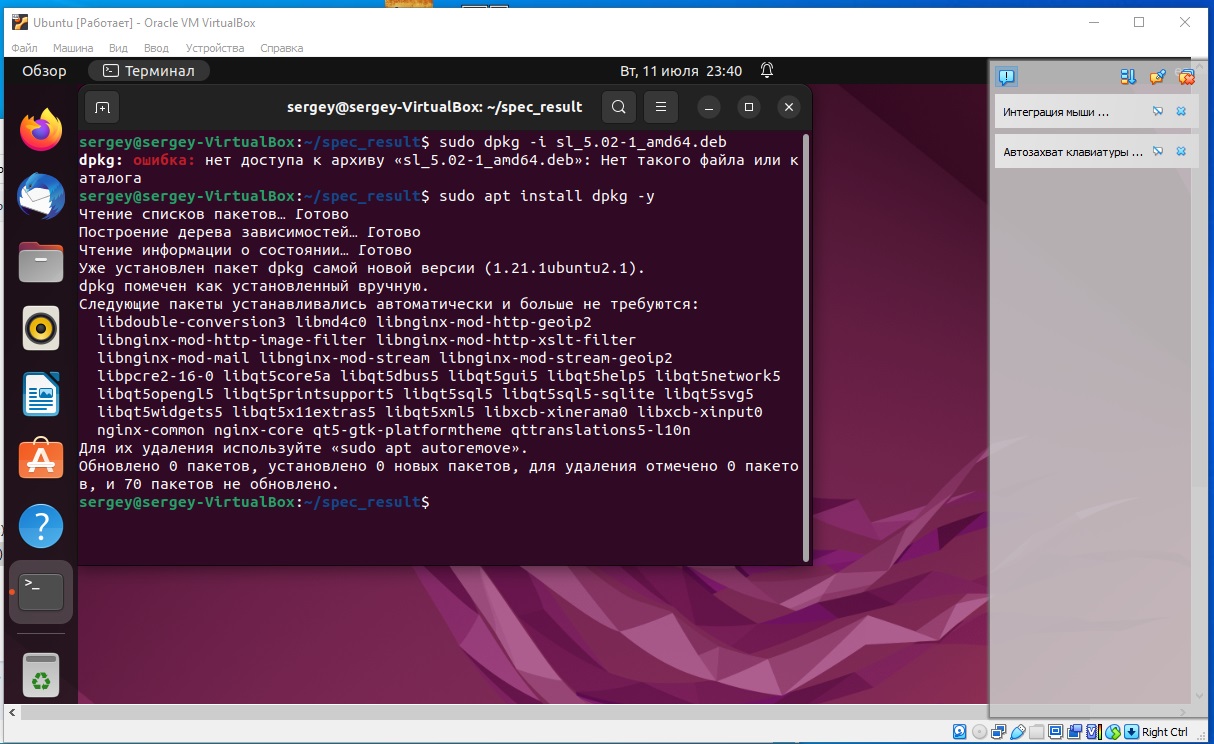 Ubuntu [Работает] - Oracle VM VirtualBox
Файл Машина Вид Ввод Устройства Справка
Обзор Терминал Вт, 11 июля 23:40
sergey@sergey-VirtualBox: ~/spec_result
sergey@sergey-VirtualBox:~/spec_result$ sudo dpkg -i sl_5.02-1_amd64.deb
dpkg: ошибка: нет доступа к архиву «sl_5.02-1_amd64.deb»: Нет такого файла или к
аталога
sergey@sergey-VirtualBox:~/spec_result$ sudo apt install dpkg -y
Чтение списков пакетов… Готово
Построение дерева зависимостей… Готово
Чтение информации о состоянии… Готово
Уже установлен пакет dpkg самой новой версии (1.21.1ubuntu2.1).
dpkg помечен как установленный вручную.
Следующие пакеты устанавливались автоматически и больше не требуются:
libdouble-conversion3 libmd4c0 libnginx-mod-http-geoip2
libnginx-mod-http-image-filter libnginx-mod-http-xslt-filter
libnginx-mod-mail libnginx-mod-stream libnginx-mod-stream-geoip2
libpcre2-16-0 libqt5core5a libqt5dbus5 libqt5gui5 libqt5help5 libqt5network5
libqt5opengl5 libqt5printsupport5 libqt5sql5 libqt5sql5-sqlite libqt5svg5
libqt5widgets5 libqt5x11extras5 libqt5xml5 libxcb-xinerama0 libxcb-xinput0
nginx-common nginx-core qt5-gtk-platformtheme qttranslations5-l10n
Для их удаления используйте «sudo apt autoremove».
Обновлено 0 пакетов, установлено 0 новых пакетов, для удаления отмечено 0 пакето
в, и 70 пакетов не обновлено.
sergey@sergey-VirtualBox:~/spec_result$
Интеграция мыши ...
Автозахват клавиатуры ...
Right Ctrl